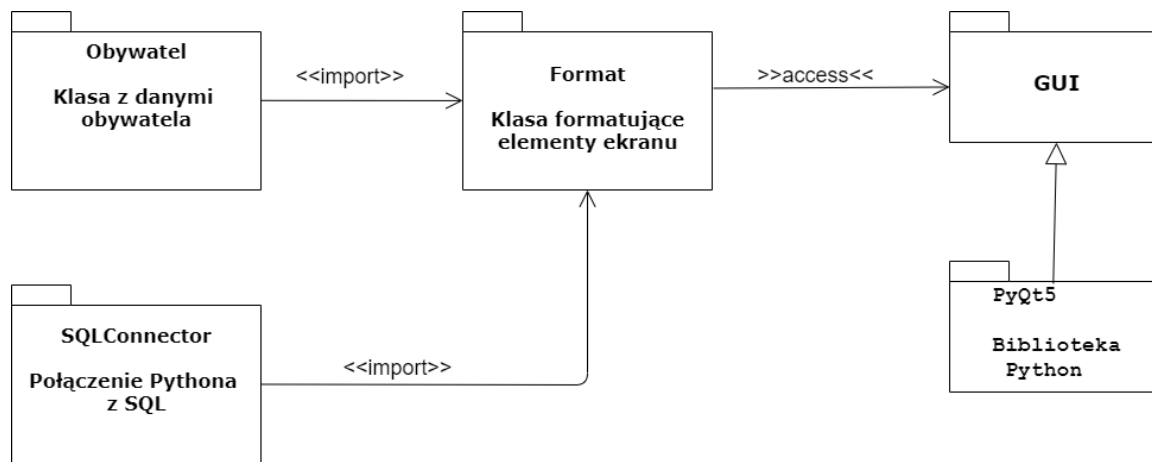 Obywatel
Klasa z danymi
obywatela
<<import>>
Format
Klasa formatujące
elementy ekranu
>>access<<
GUI
SQLConnector
Połączenie Pythona
z SQL
<<import>>
PyQt5
Biblioteka
Python